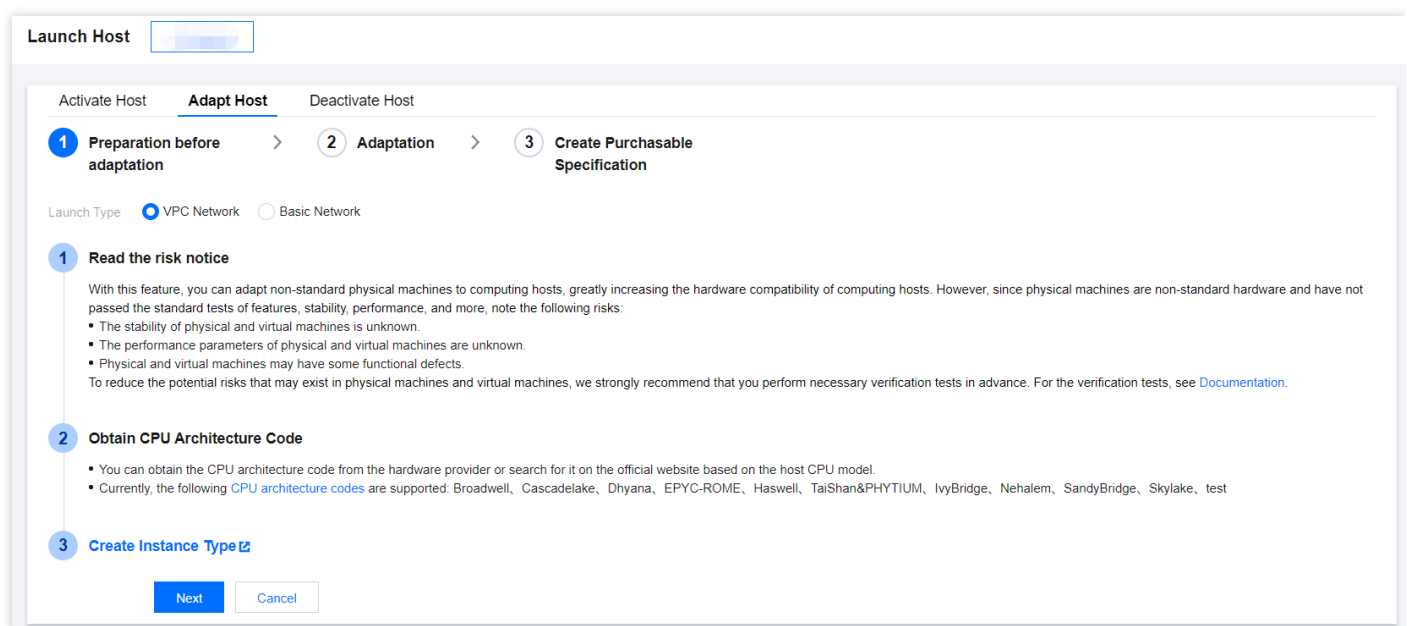 Launch Host
Activate Host Adapt Host Deactivate Host
1 Preparation before adaptation > 2 Adaptation > 3 Create Purchasable Specification
Launch Type VPC Network Basic Network
1 Read the risk notice
With this feature, you can adapt non-standard physical machines to computing hosts, greatly increasing the hardware compatibility of computing hosts. However, since physical machines are non-standard hardware and have not
passed the standard tests of features, stability, performance, and more, note the following risks:
• The stability of physical and virtual machines is unknown.
• The performance parameters of physical and virtual machines are unknown.
• Physical and virtual machines may have some functional defects.
To reduce the potential risks that may exist in physical machines and virtual machines, we strongly recommend that you perform necessary verification tests in advance. For the verification tests, see Documentation.
2 Obtain CPU Architecture Code
• You can obtain the CPU architecture code from the hardware provider or search for it on the official website based on the host CPU model.
• Currently, the following CPU architecture codes are supported: Broadwell、Cascadelake、Dhyana、EPYC-ROME、Haswell、TaiShan&PHYTIUM、IvyBridge、Nehalem、SandyBridge、Skylake、test
3 Create Instance Type
Next Cancel